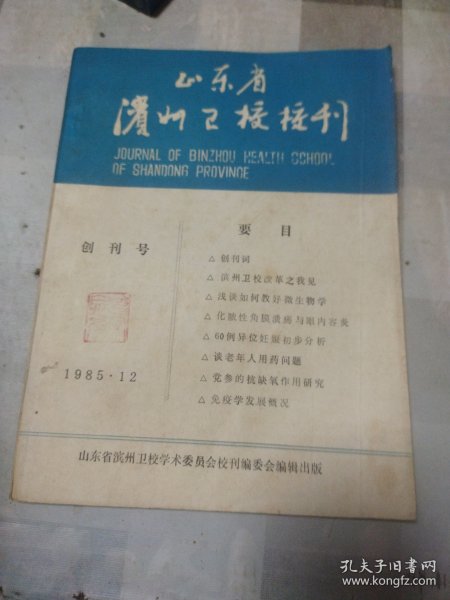 山东省
滨州卫校校刊
JOURNAL OF BINZHOU HEALTH SCHOOL
OF SHANDONG PROVINCE
创刊号
1985·12
要目
△ 创刊词
△ 滨州卫校改革之我见
△ 浅谈如何教好微生物学
△ 化脓性角膜溃疡与眼内容炎
△ 60例异位妊娠初步分析
△ 谈老年人用药问题
△ 党参的抗缺氧作用研究
△ 免疫学发展概况
山东省滨州卫校学术委员会校刊编委会编辑出版
孔夫子旧书网
www.kongfz.com